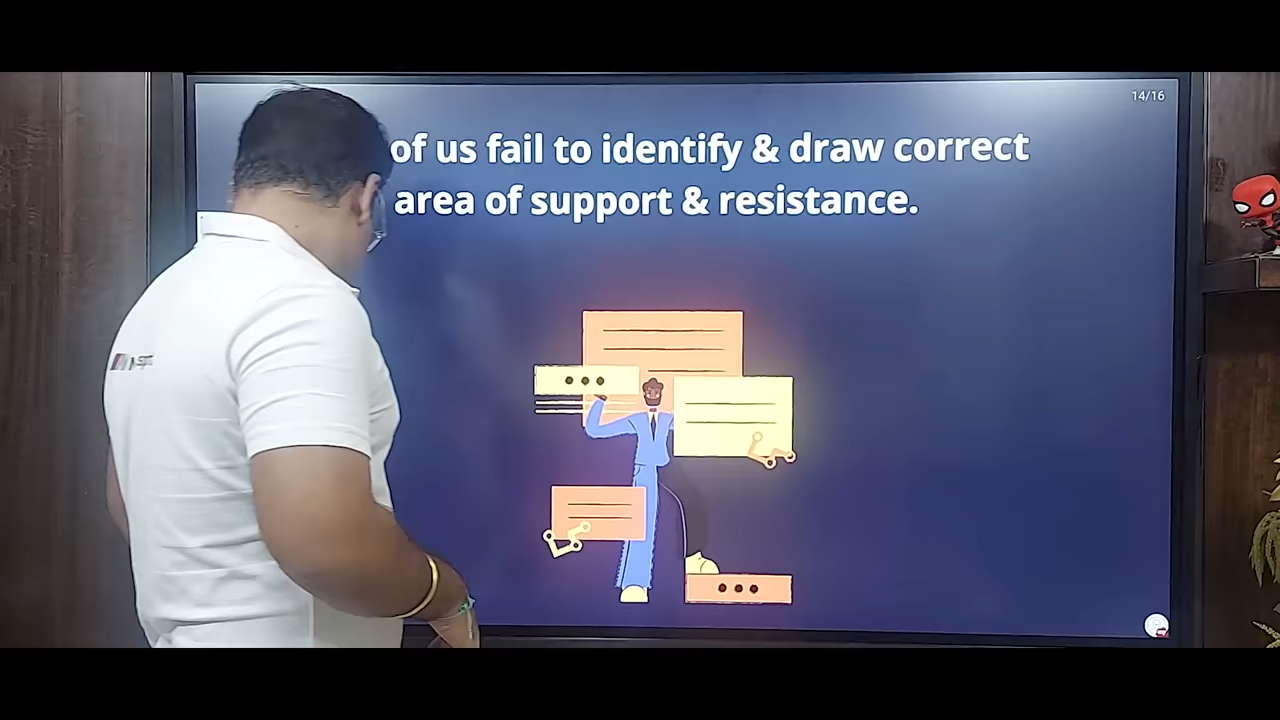 14/16
of us fail to identify & draw correct
area of support & resistance.